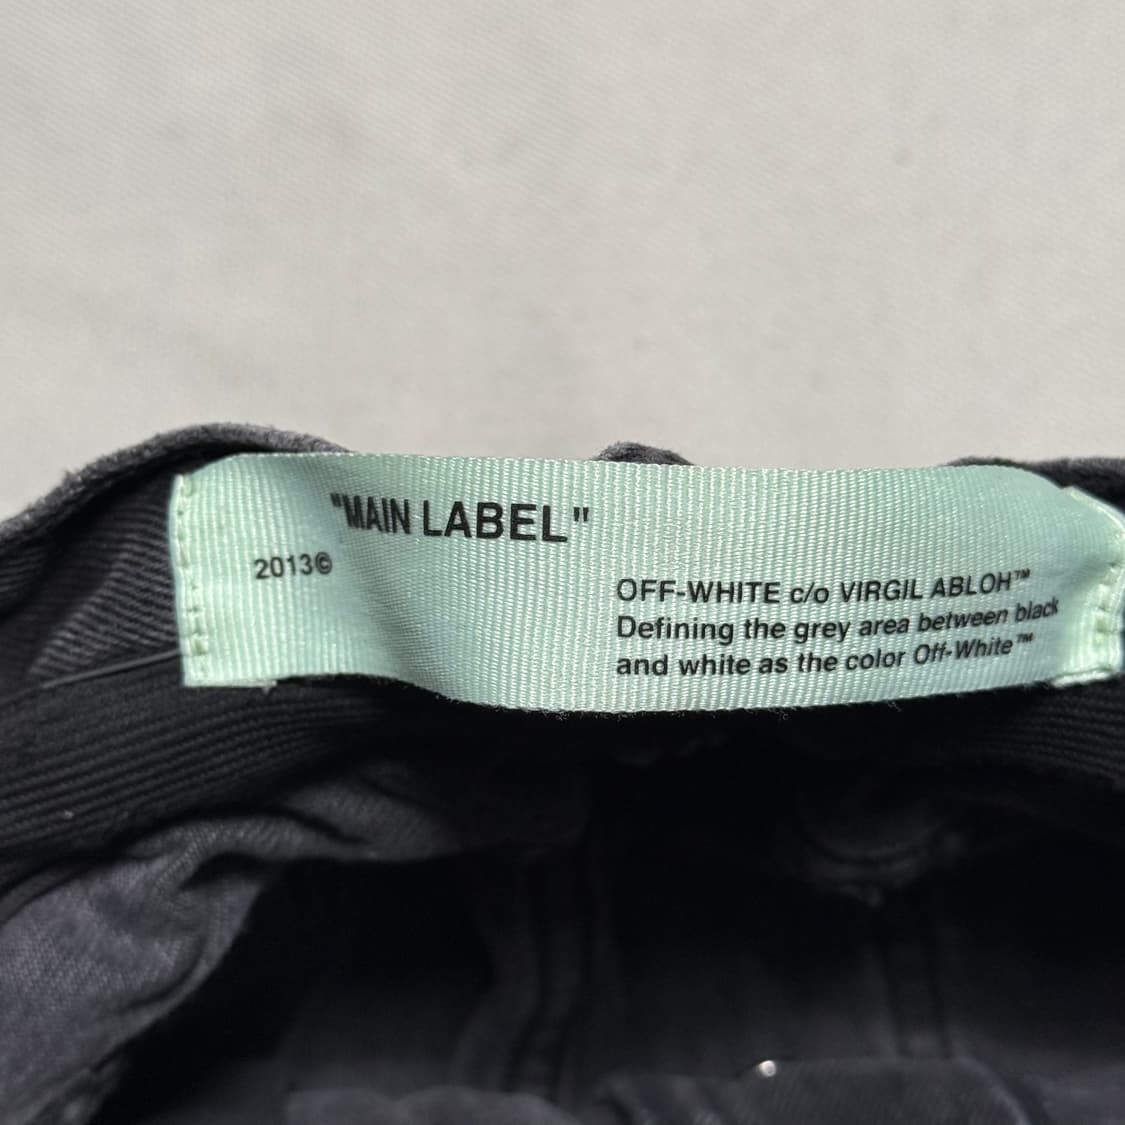 "MAIN LABEL"
2013©
OFF-WHITE c/o VIRGIL ABLOH™
Defining the grey area between black
and white as the color Off-White™